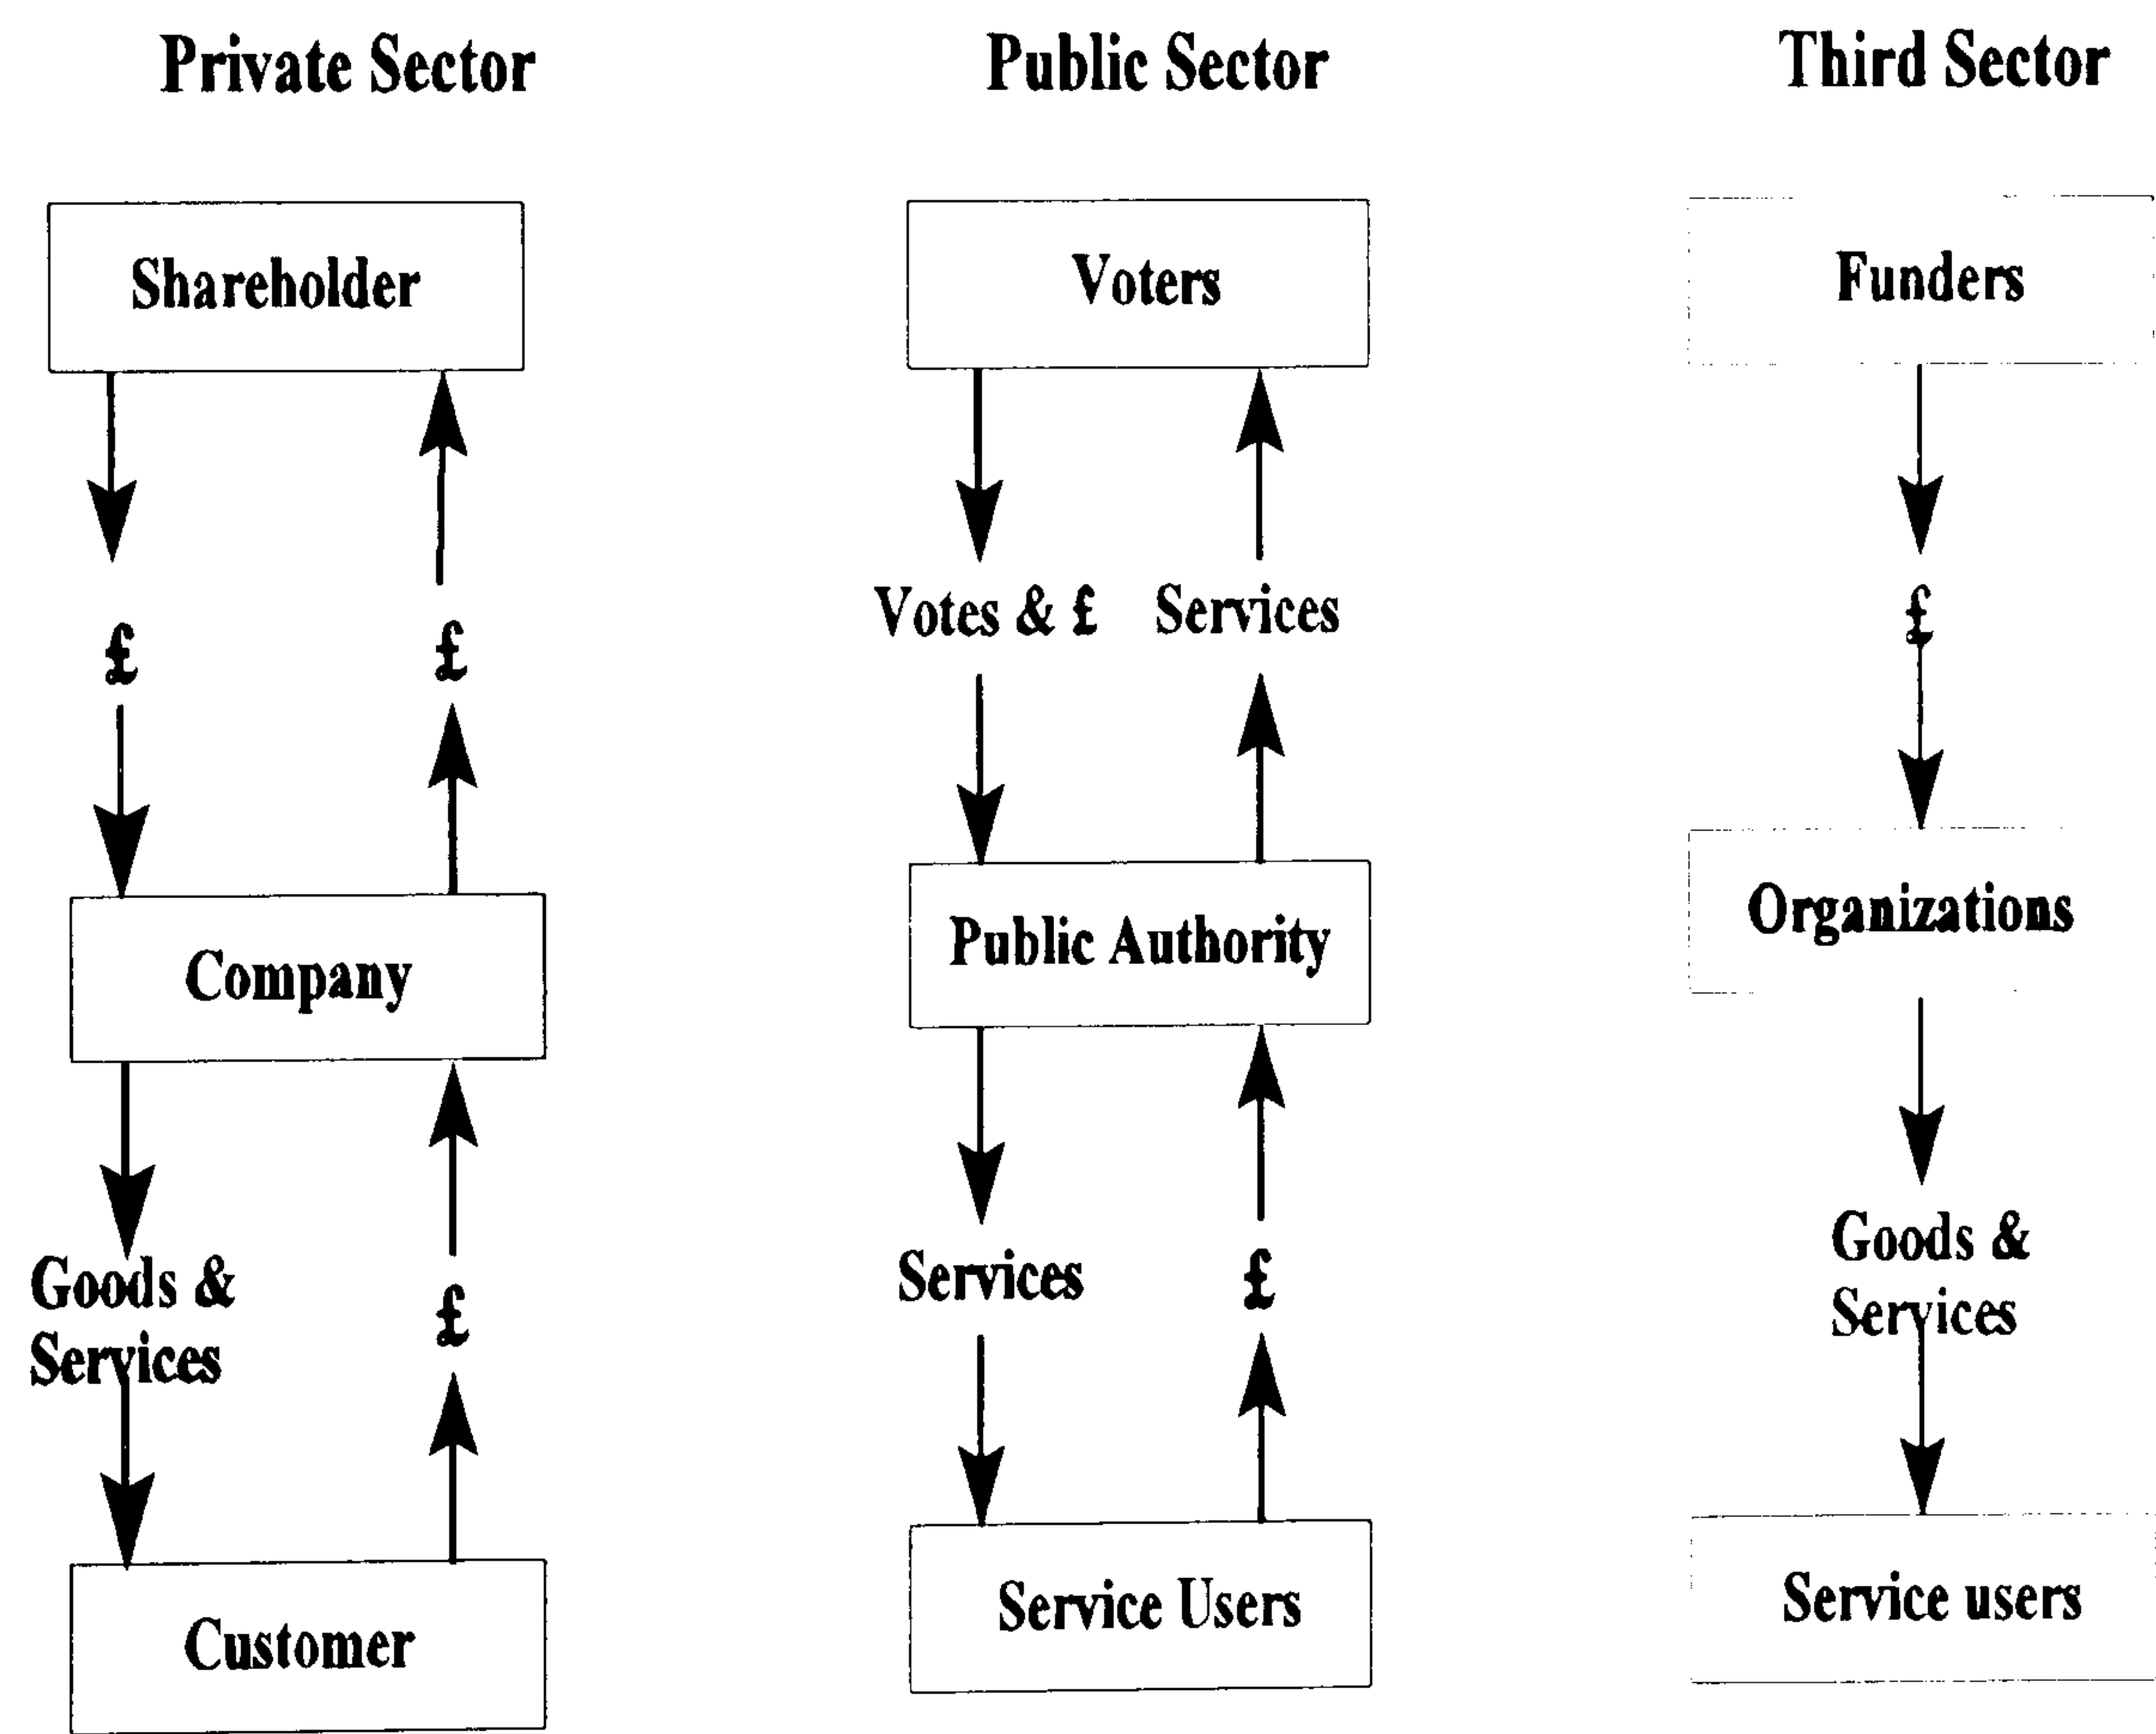 Private Sector
Public Sector
Third Sector
Shareholder
Voters
Funders
£
£
Votes & £
Services
£
Company
Public Authority
Organizations
Goods &
Services
£
Services
£
Goods &
Services
Customer
Service Users
Service users